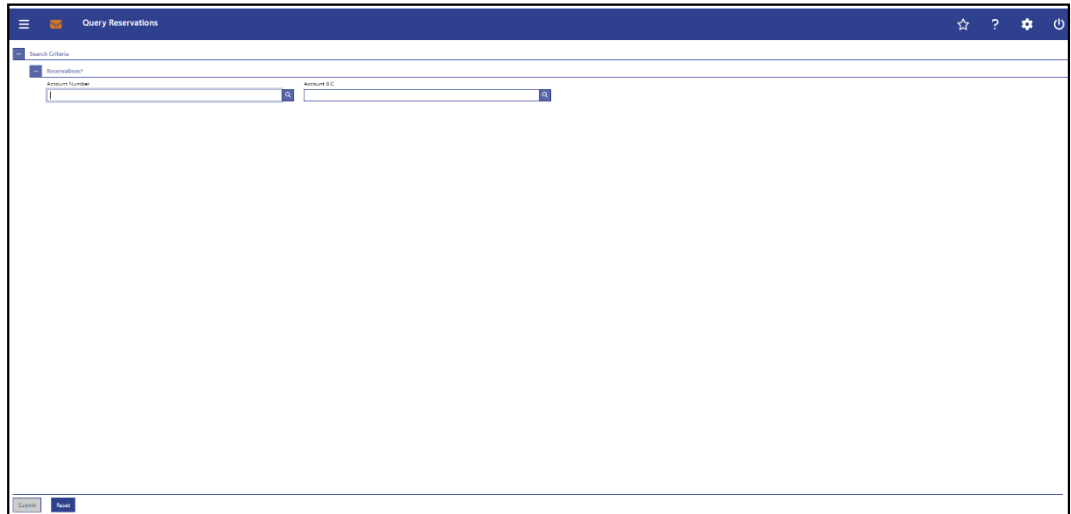 Query Reservations
?
Search Criteria
Reservations*
Account Number Account BIC
Submit Reset